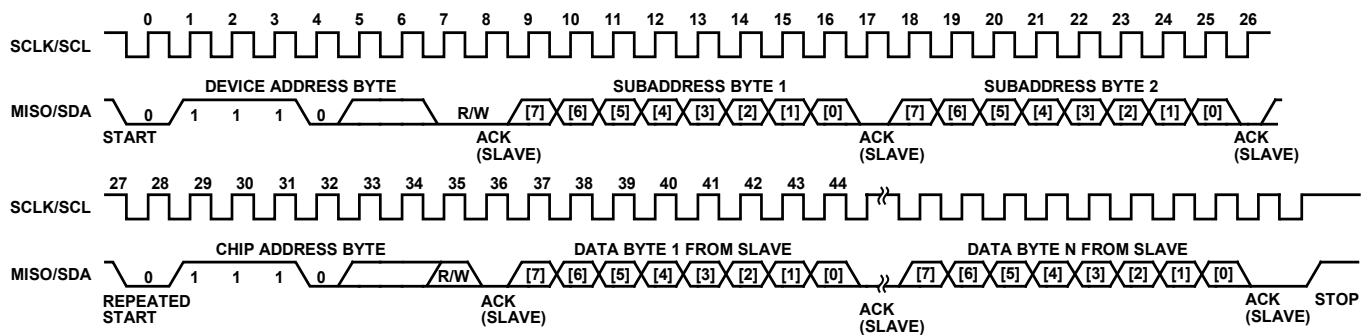 0 1 2 3 4 5 6 7 8 9 10 11 12 13 14 15 16 17 18 19 20 21 22 23 24 25 26
SCLK/SCL
DEVICE ADDRESS BYTE SUBADDRESS BYTE 1 SUBADDRESS BYTE 2
MISO/SDA 0 1 1 1 0 R/W [7] [6] [5] [4] [3] [2] [1] [0] [7] [6] [5] [4] [3] [2] [1] [0]
START ACK ACK ACK
(SLAVE) (SLAVE) (SLAVE)
27 28 29 30 31 32 33 34 35 36 37 38 39 40 41 42 43 44
SCLK/SCL
CHIP ADDRESS BYTE DATA BYTE 1 FROM SLAVE DATA BYTE N FROM SLAVE
MISO/SDA 0 1 1 1 0 R/W [7] [6] [5] [4] [3] [2] [1] [0] [7] [6] [5] [4] [3] [2] [1] [0]
REPEATED ACK ACK ACK STOP
START (SLAVE) (SLAVE) (SLAVE)